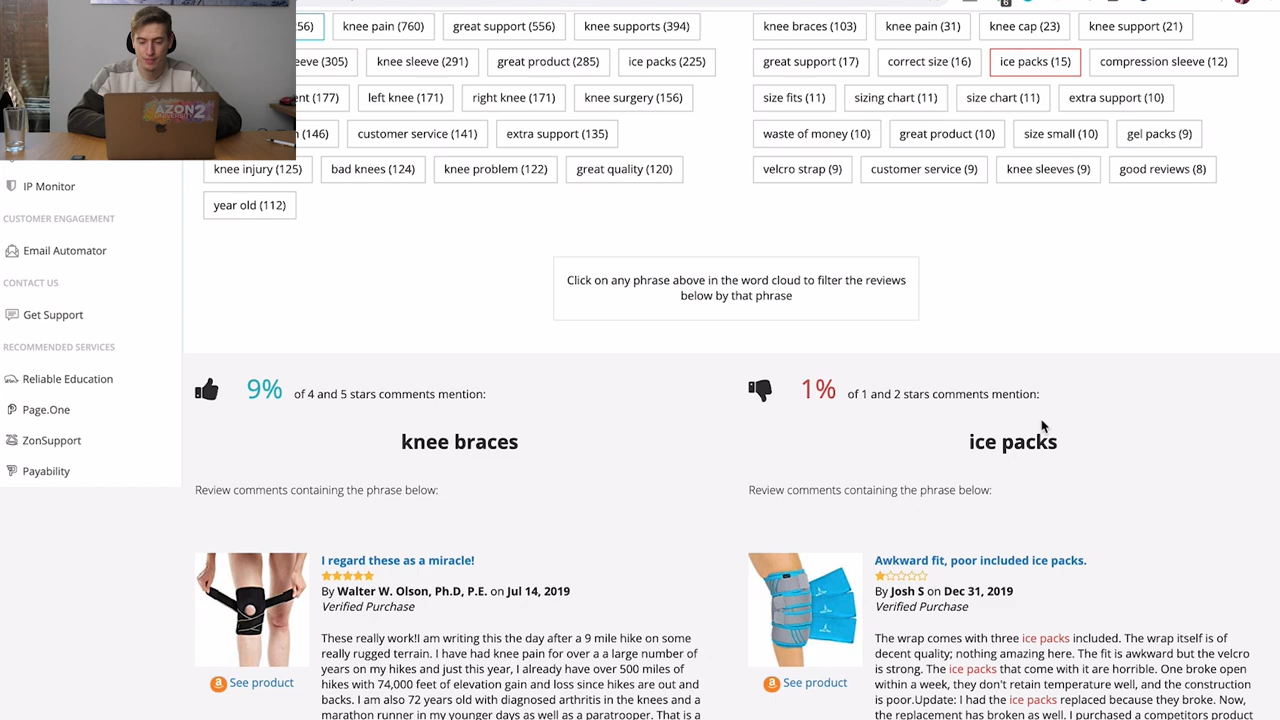 56)
knee pain (760)
great support (556)
knee supports (394)
knee braces (103)
knee pain (31)
knee cap (23)
knee support (21)
eeve (305)
knee sleeve (291)
great product (285)
ice packs (225)
great support (17)
correct size (16)
ice packs (15)
compression sleeve (12)
ent (177)
left knee (171)
right knee (171)
knee surgery (156)
size fits (11)
sizing chart (11)
size chart (11)
extra support (10)
n (146)
customer service (141)
extra support (135)
waste of money (10)
great product (10)
size small (10)
gel packs (9)
knee injury (125)
bad knees (124)
knee problem (122)
great quality (120)
velcro strap (9)
customer service (9)
knee sleeves (9)
good reviews (8)
year old (112)
AZON
UNIVERSITY
IP Monitor
CUSTOMER ENGAGEMENT
Email Automator
CONTACT US
Get Support
RECOMMENDED SERVICES
Reliable Education
Page.One
ZonSupport
Payability
Click on any phrase above in the word cloud to filter the reviews
below by that phrase
9% of 4 and 5 stars comments mention:
knee braces
Review comments containing the phrase below:
I regard these as a miracle!
By Walter W. Olson, Ph.D, P.E. on Jul 14, 2019
Verified Purchase
These really work!I am writing this the day after a 9 mile hike on some
really rugged terrain. I have had knee pain for over a a large number of
years on my hikes and just this year, I already have over 500 miles of
hikes with 74,000 feet of elevation gain and loss since hikes are out and
backs. I am also 72 years old with diagnosed arthritis in the knees and
a marathon runner in my younger days as well as a paratrooper. That is a
See product
1% of 1 and 2 stars comments mention:
ice packs
Review comments containing the phrase below:
Awkward fit, poor included ice packs.
By Josh S on Dec 31, 2019
Verified Purchase
The wrap comes with three ice packs included. The wrap itself is of
decent quality; nothing amazing here. The fit is awkward but the velcro
is strong. The ice packs that come with it are horrible. One broke open
within a week, they don't retain temperature well, and the construction
is poor.Update: I had the ice packs replaced because they broke. Now,
the replacement has broken as well. I purchased a competitor product
See product